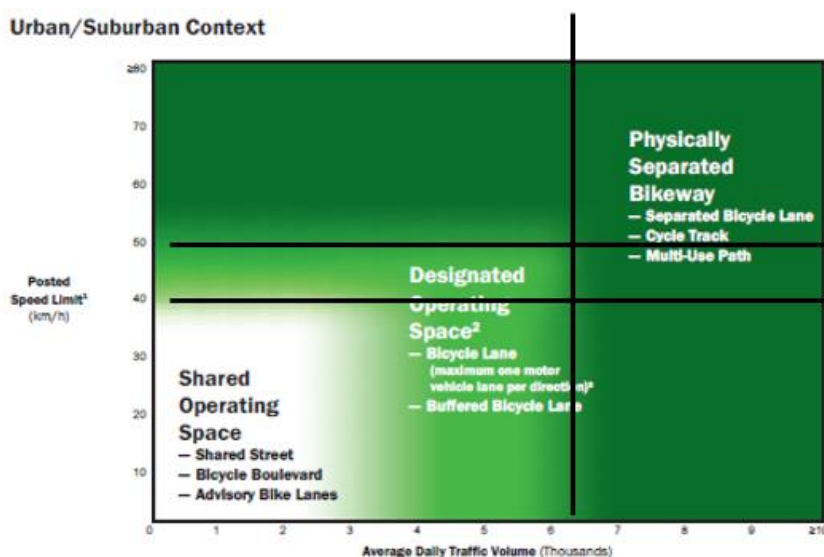 Urban/Suburban Context
≥80
70
60
50
40
30
20
10
Posted
Speed Limit¹
(km/h)
Physically
Separated
Bikeway
— Separated Bicycle Lane
— Cycle Track
— Multi-Use Path
Designated
Operating
Space²
— Bicycle Lane
(maximum one motor
vehicle lane per direction)²
— Buffered Bicycle Lane
Shared
Operating
Space
— Shared Street
— Bicycle Boulevard
— Advisory Bike Lanes
0 1 2 3 4 5 6 7 8 9 ≥10
Average Daily Traffic Volume (Thousands)